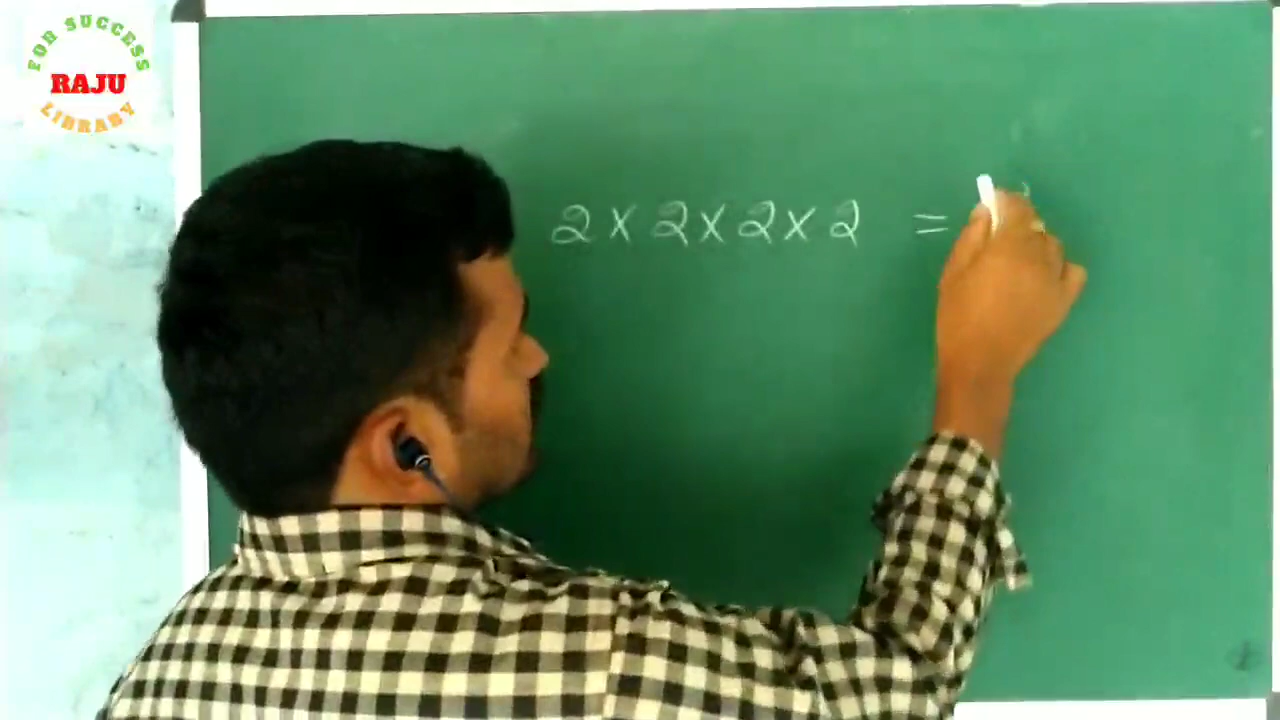 FOR SUCCESS
RAJU
LIBRARY
2 × 2 × 2 × 2 =